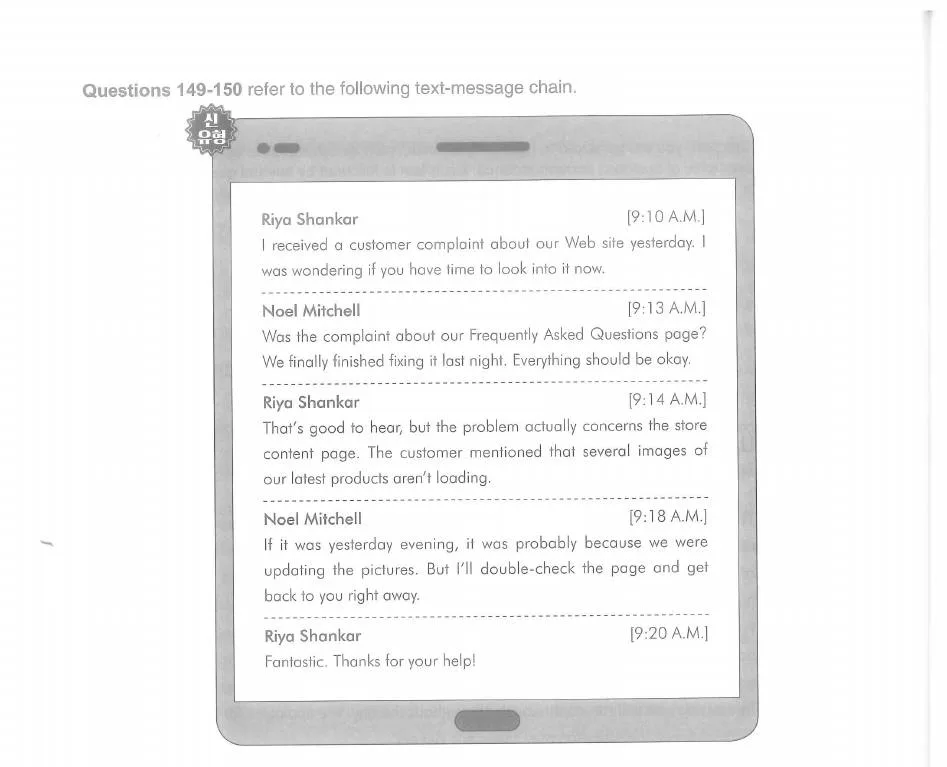 Questions 149-150 refer to the following text-message chain.
신
유형
Riya Shankar [9:10 A.M.]
I received a customer complaint about our Web site yesterday. I
was wondering if you have time to look into it now.
Noel Mitchell [9:13 A.M.]
Was the complaint about our Frequently Asked Questions page?
We finally finished fixing it last night. Everything should be okay.
Riya Shankar [9:14 A.M.]
That's good to hear, but the problem actually concerns the store
content page. The customer mentioned that several images of
our latest products aren't loading.
Noel Mitchell [9:18 A.M.]
If it was yesterday evening, it was probably because we were
updating the pictures. But I'll double-check the page and get
back to you right away.
Riya Shankar [9:20 A.M.]
Fantastic. Thanks for your help!